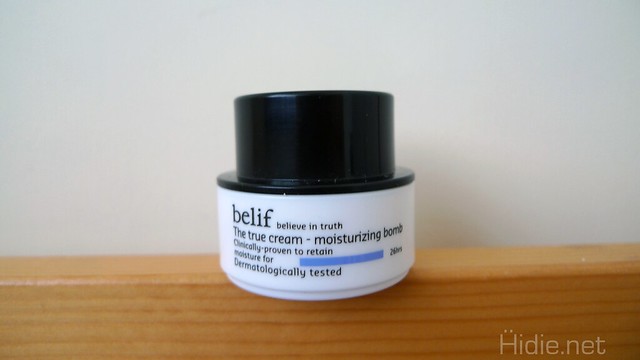 belif believe in truth
The true cream - moisturizing bomb
Clinically-proven to retain
moisture for 26hrs
Dermatologically tested
Hidie.net